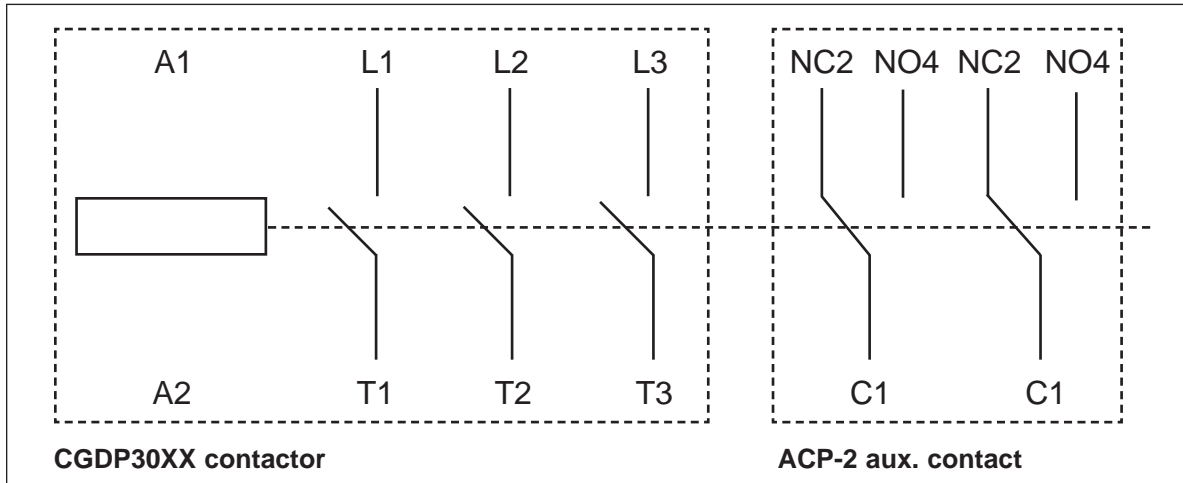 A1 L1 L2 L3 NC2 NO4 NC2 NO4
A2 T1 T2 T3 C1 C1
CGDP30XX contactor ACP-2 aux. contact